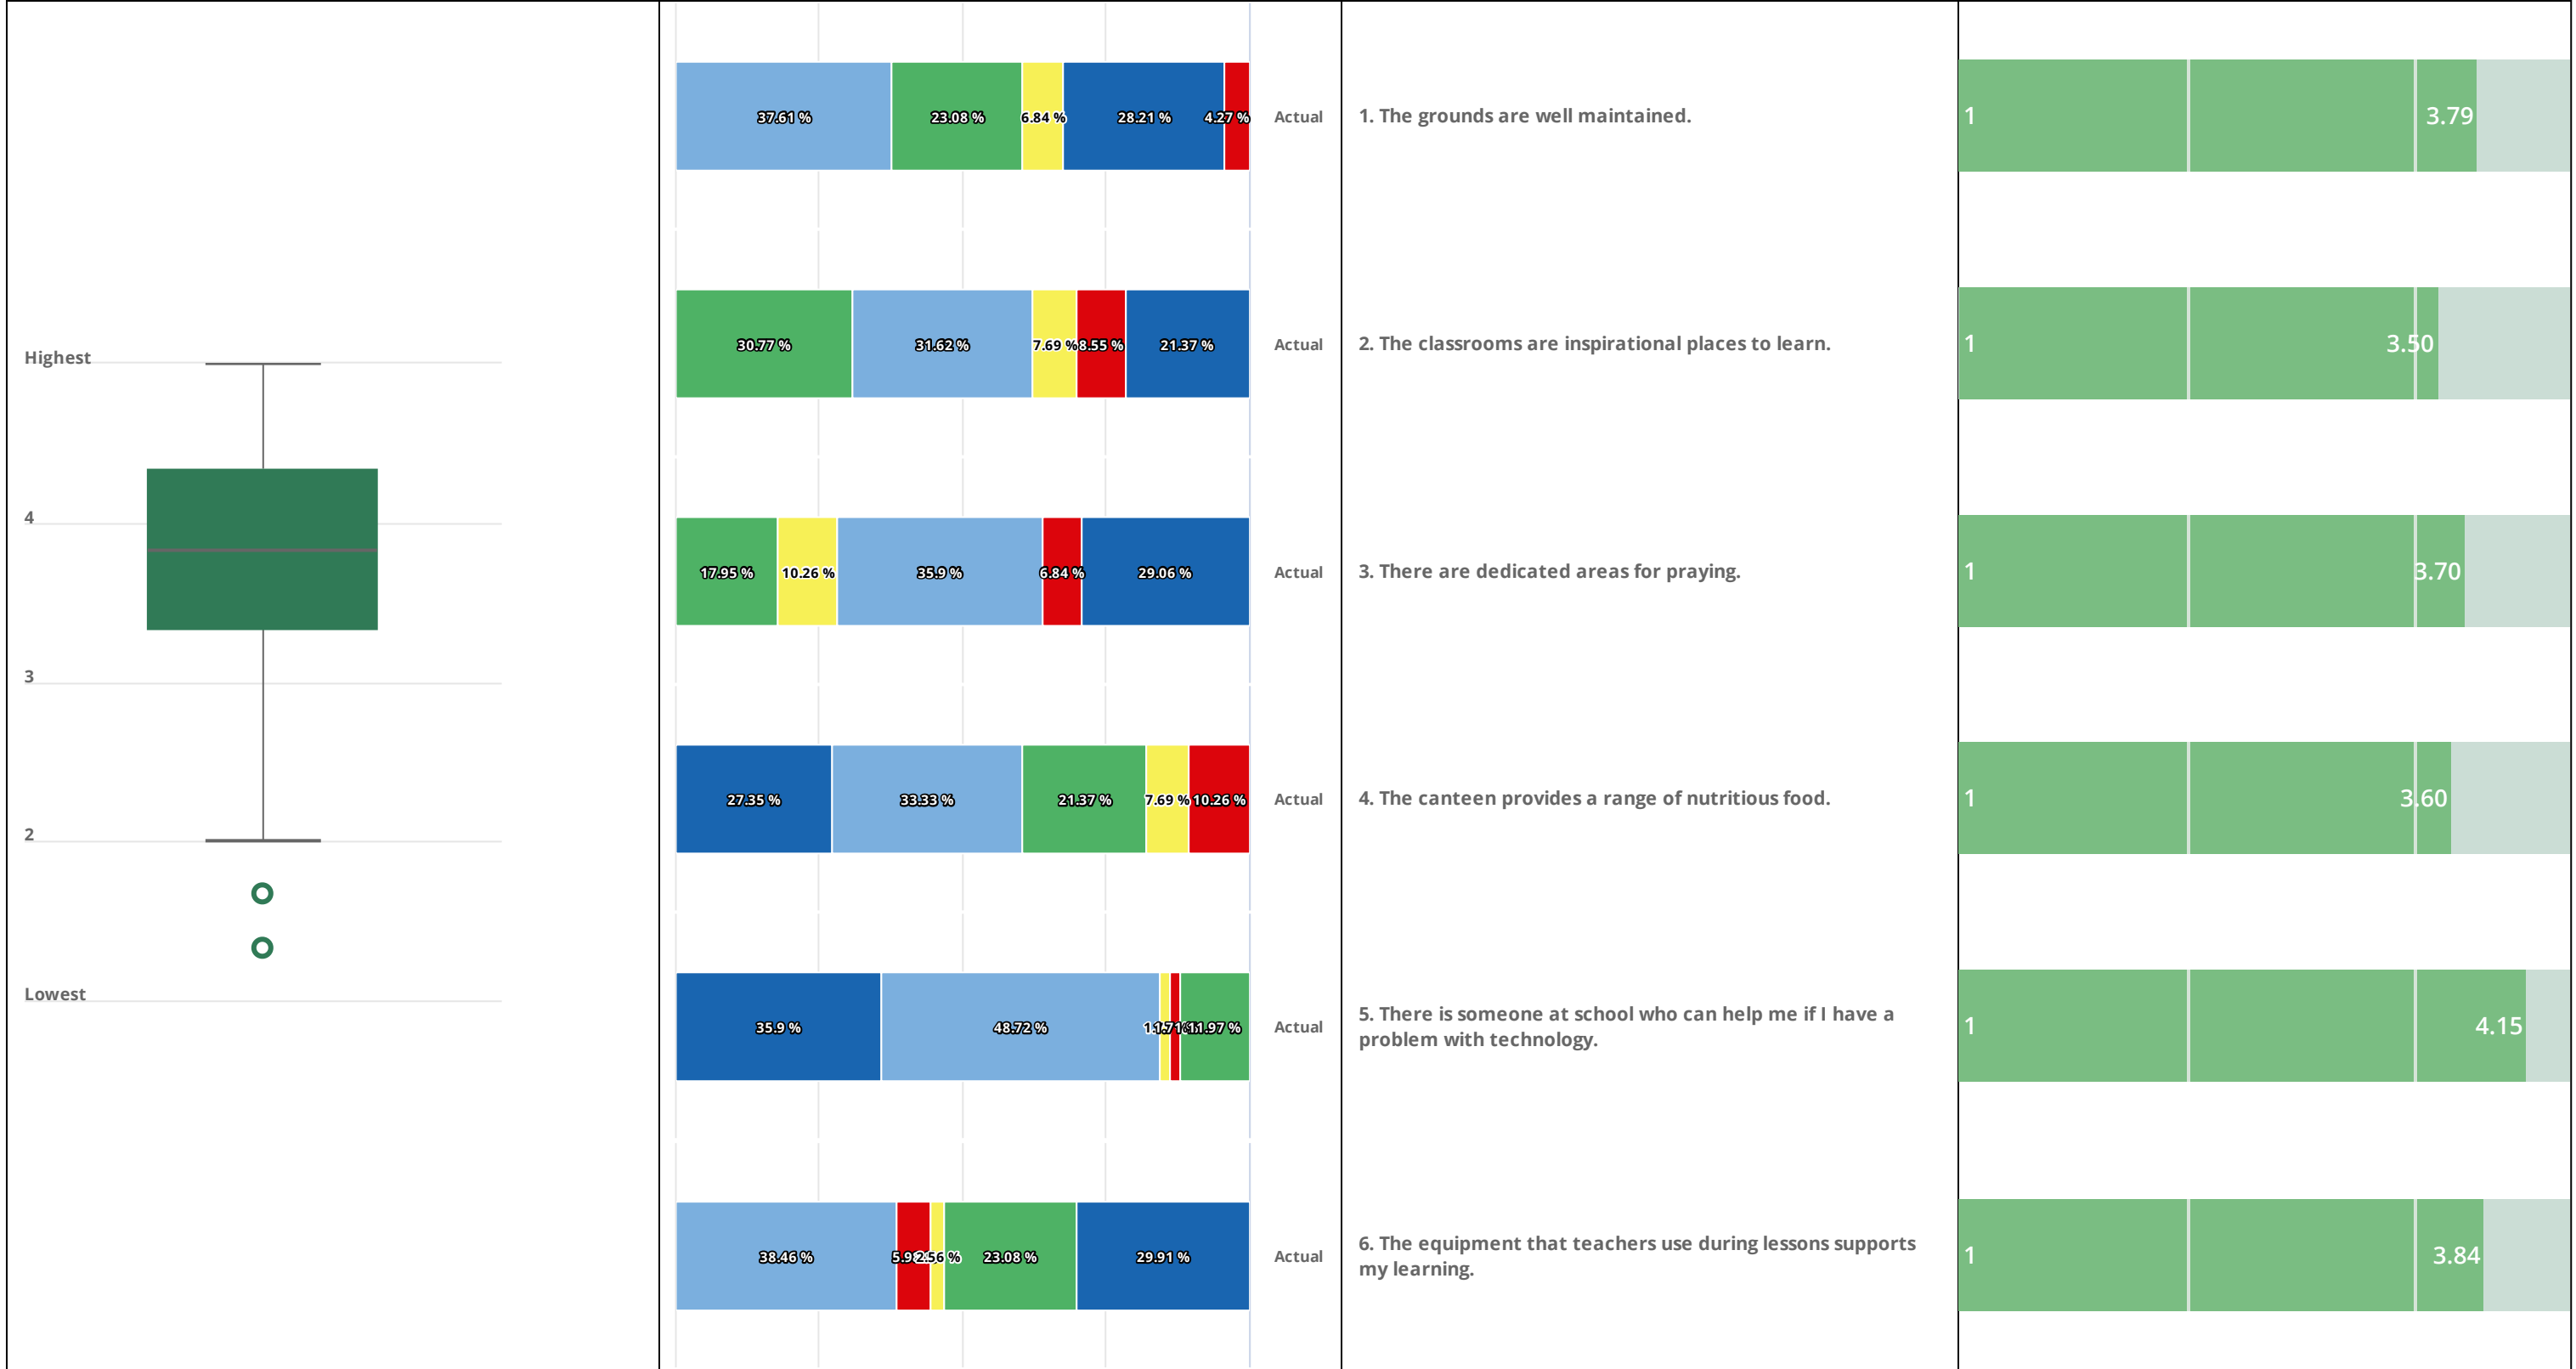 Highest
4
3
2
Lowest
37.61 %
23.08 %
6.84 %
28.21 %
4.27 %
Actual
1. The grounds are well maintained.
1
3.79
30.77 %
31.62 %
7.69 %
8.55 %
21.37 %
Actual
2. The classrooms are inspirational places to learn.
1
3.50
17.95 %
10.26 %
35.9 %
6.84 %
29.06 %
Actual
3. There are dedicated areas for praying.
1
3.70
27.35 %
33.33 %
21.37 %
7.69 %
10.26 %
Actual
4. The canteen provides a range of nutritious food.
1
3.60
35.9 %
48.72 %
1.71 %
11.97 %
Actual
5. There is someone at school who can help me if I have a
problem with technology.
1
4.15
38.46 %
2.56 %
23.08 %
29.91 %
Actual
6. The equipment that teachers use during lessons supports
my learning.
1
3.84